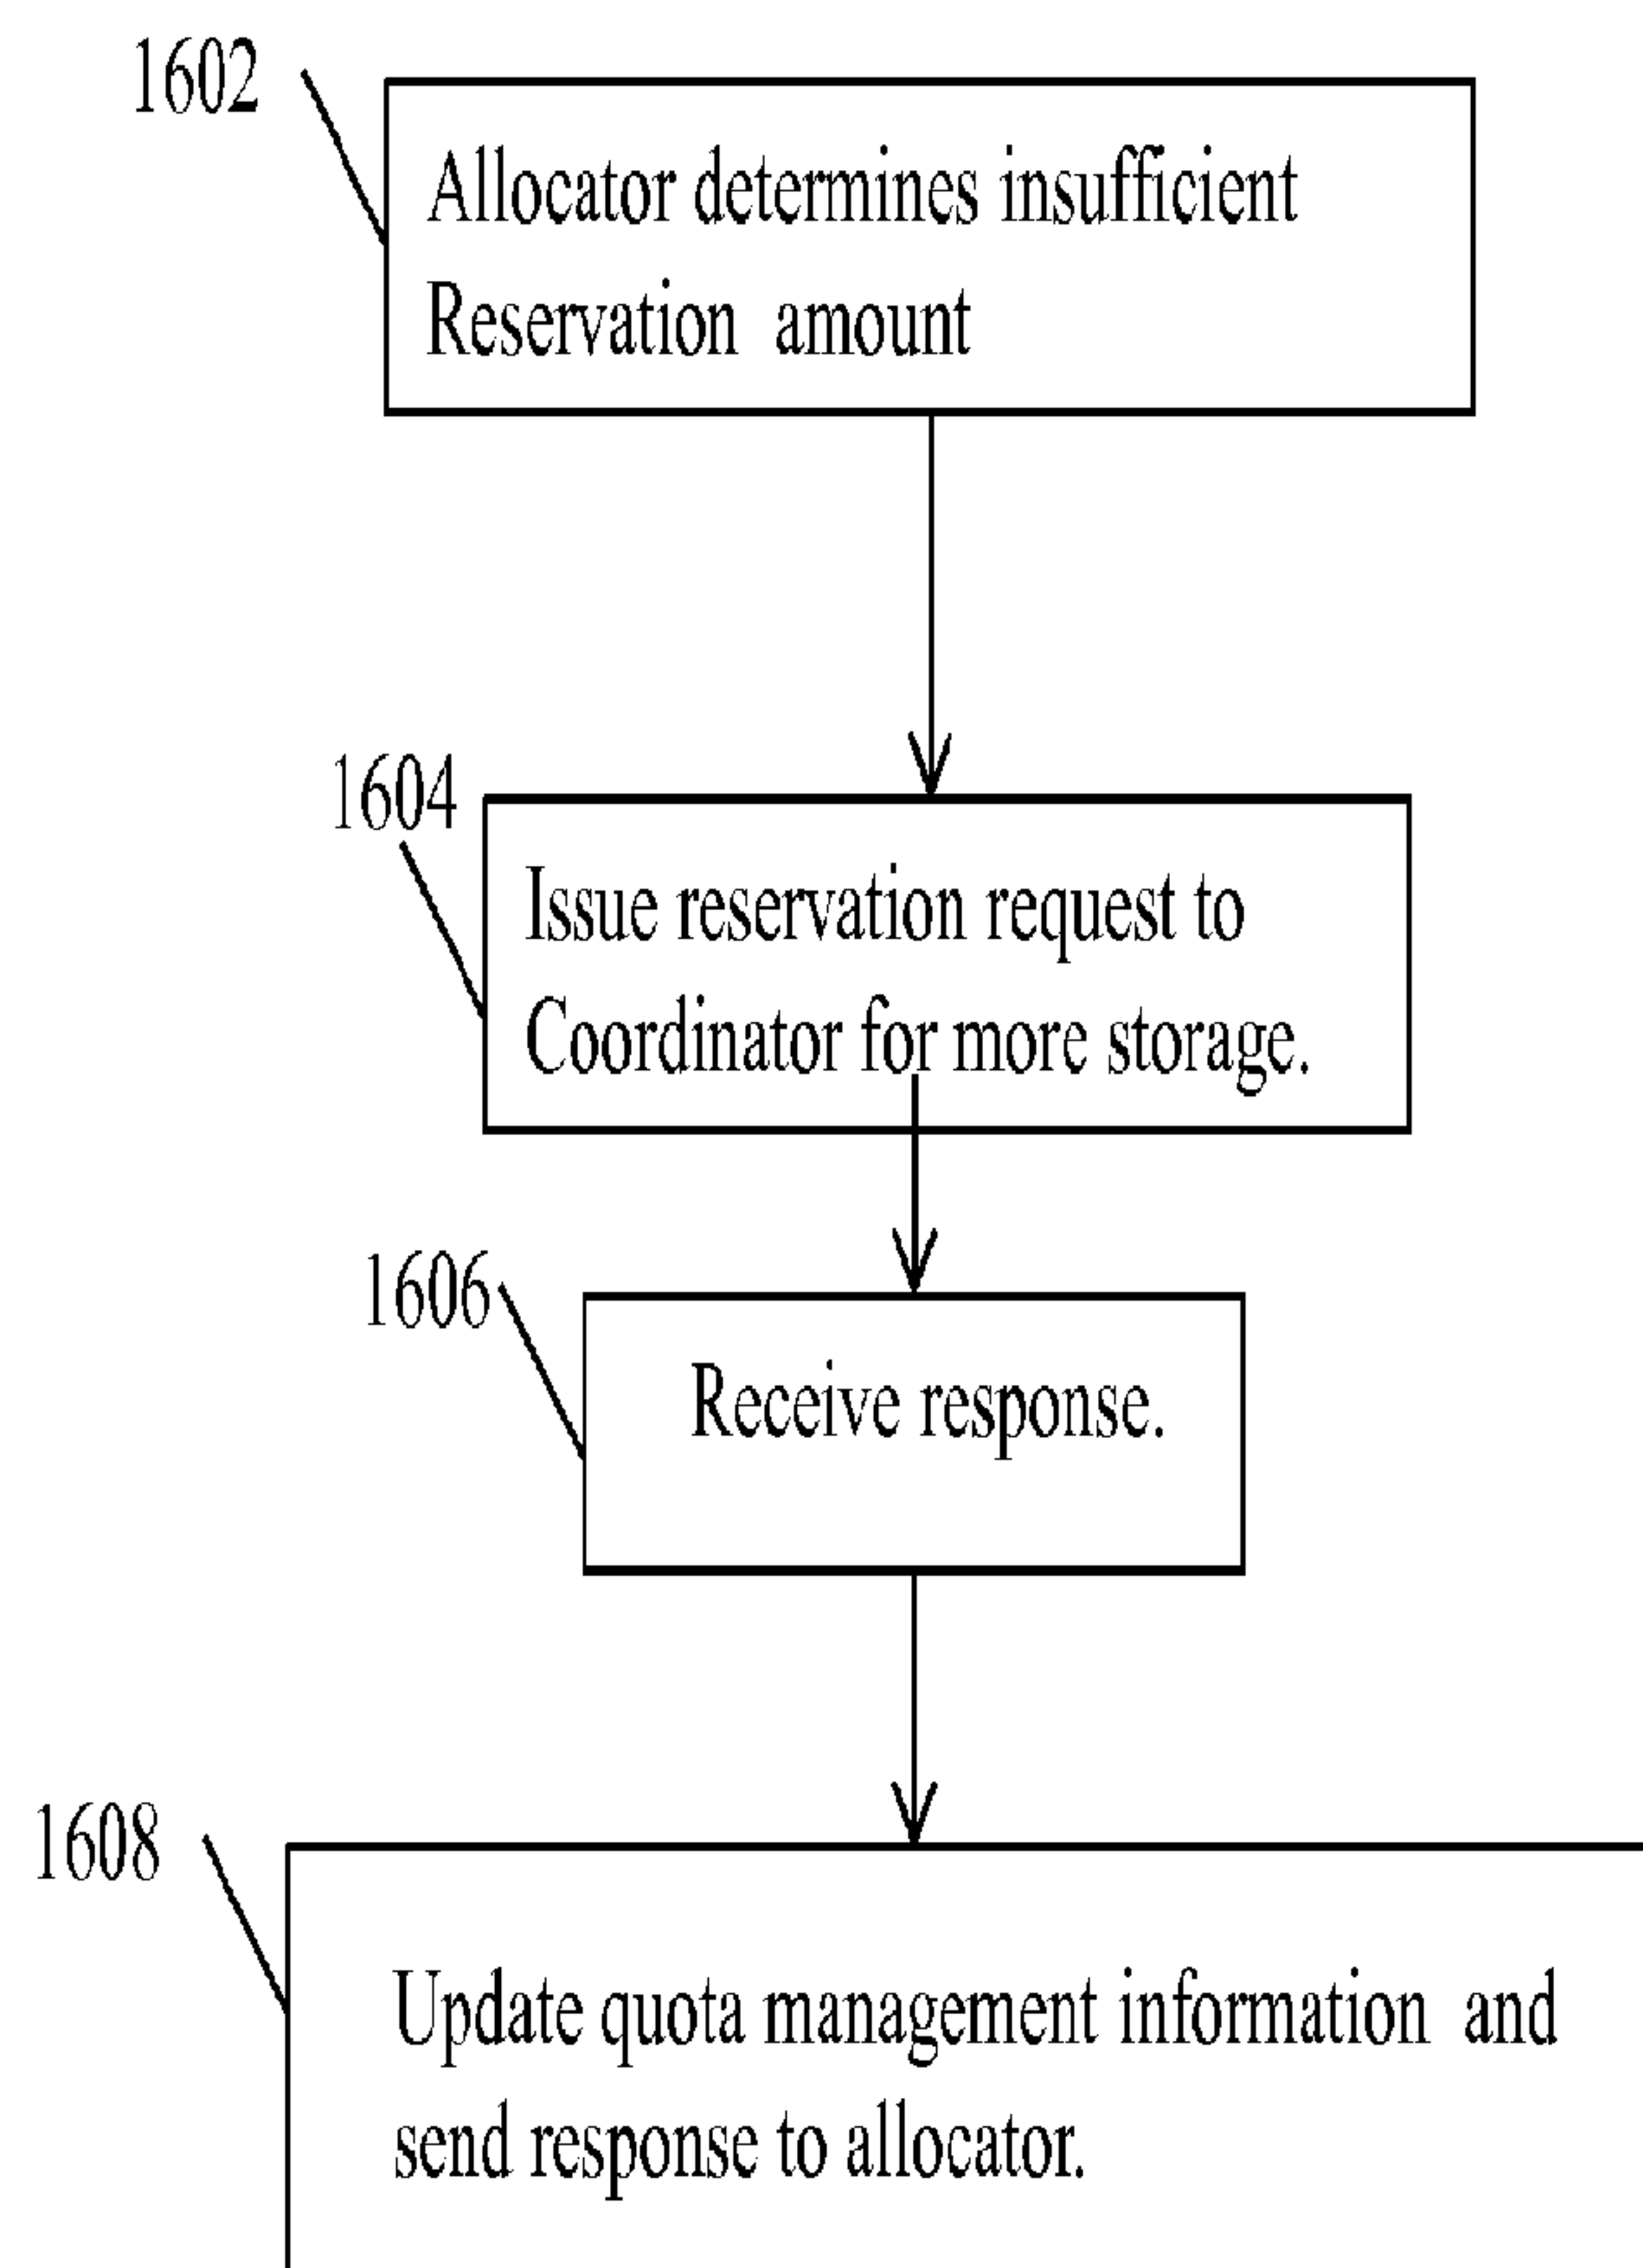 1602
Allocator determines insufficient
Reservation amount
1604
Issue reservation request to
Coordinator for more storage.
1606
Receive response.
1608
Update quota management information and
send response to allocator.